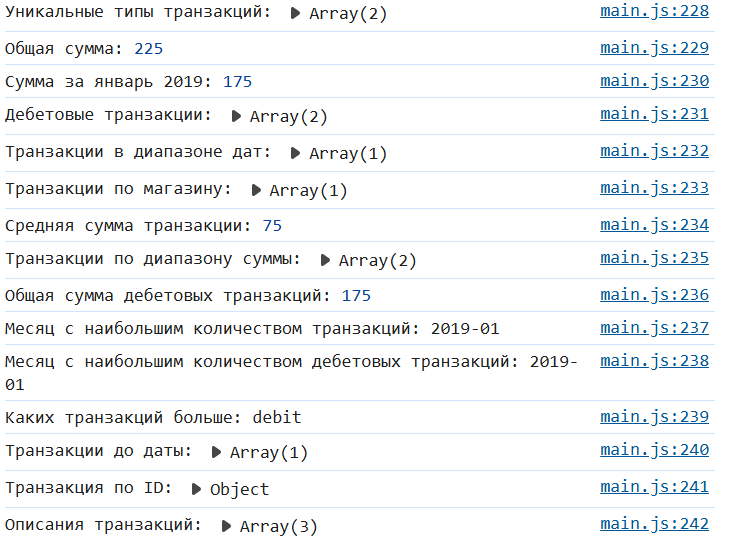 Уникальные типы транзакций: ▶ Array(2) main.js:228
Общая сумма: 225 main.js:229
Сумма за январь 2019: 175 main.js:230
Дебетовые транзакции: ▶ Array(2) main.js:231
Транзакции в диапазоне дат: ▶ Array(1) main.js:232
Транзакции по магазину: ▶ Array(1) main.js:233
Средняя сумма транзакции: 75 main.js:234
Транзакции по диапазону суммы: ▶ Array(2) main.js:235
Общая сумма дебетовых транзакций: 175 main.js:236
Месяц с наибольшим количеством транзакций: 2019-01 main.js:237
Месяц с наибольшим количеством дебетовых транзакций: 2019- main.js:238
01
Каких транзакций больше: debit main.js:239
Транзакции до даты: ▶ Array(1) main.js:240
Транзакция по ID: ▶ Object main.js:241
Описания транзакций: ▶ Array(3) main.js:242